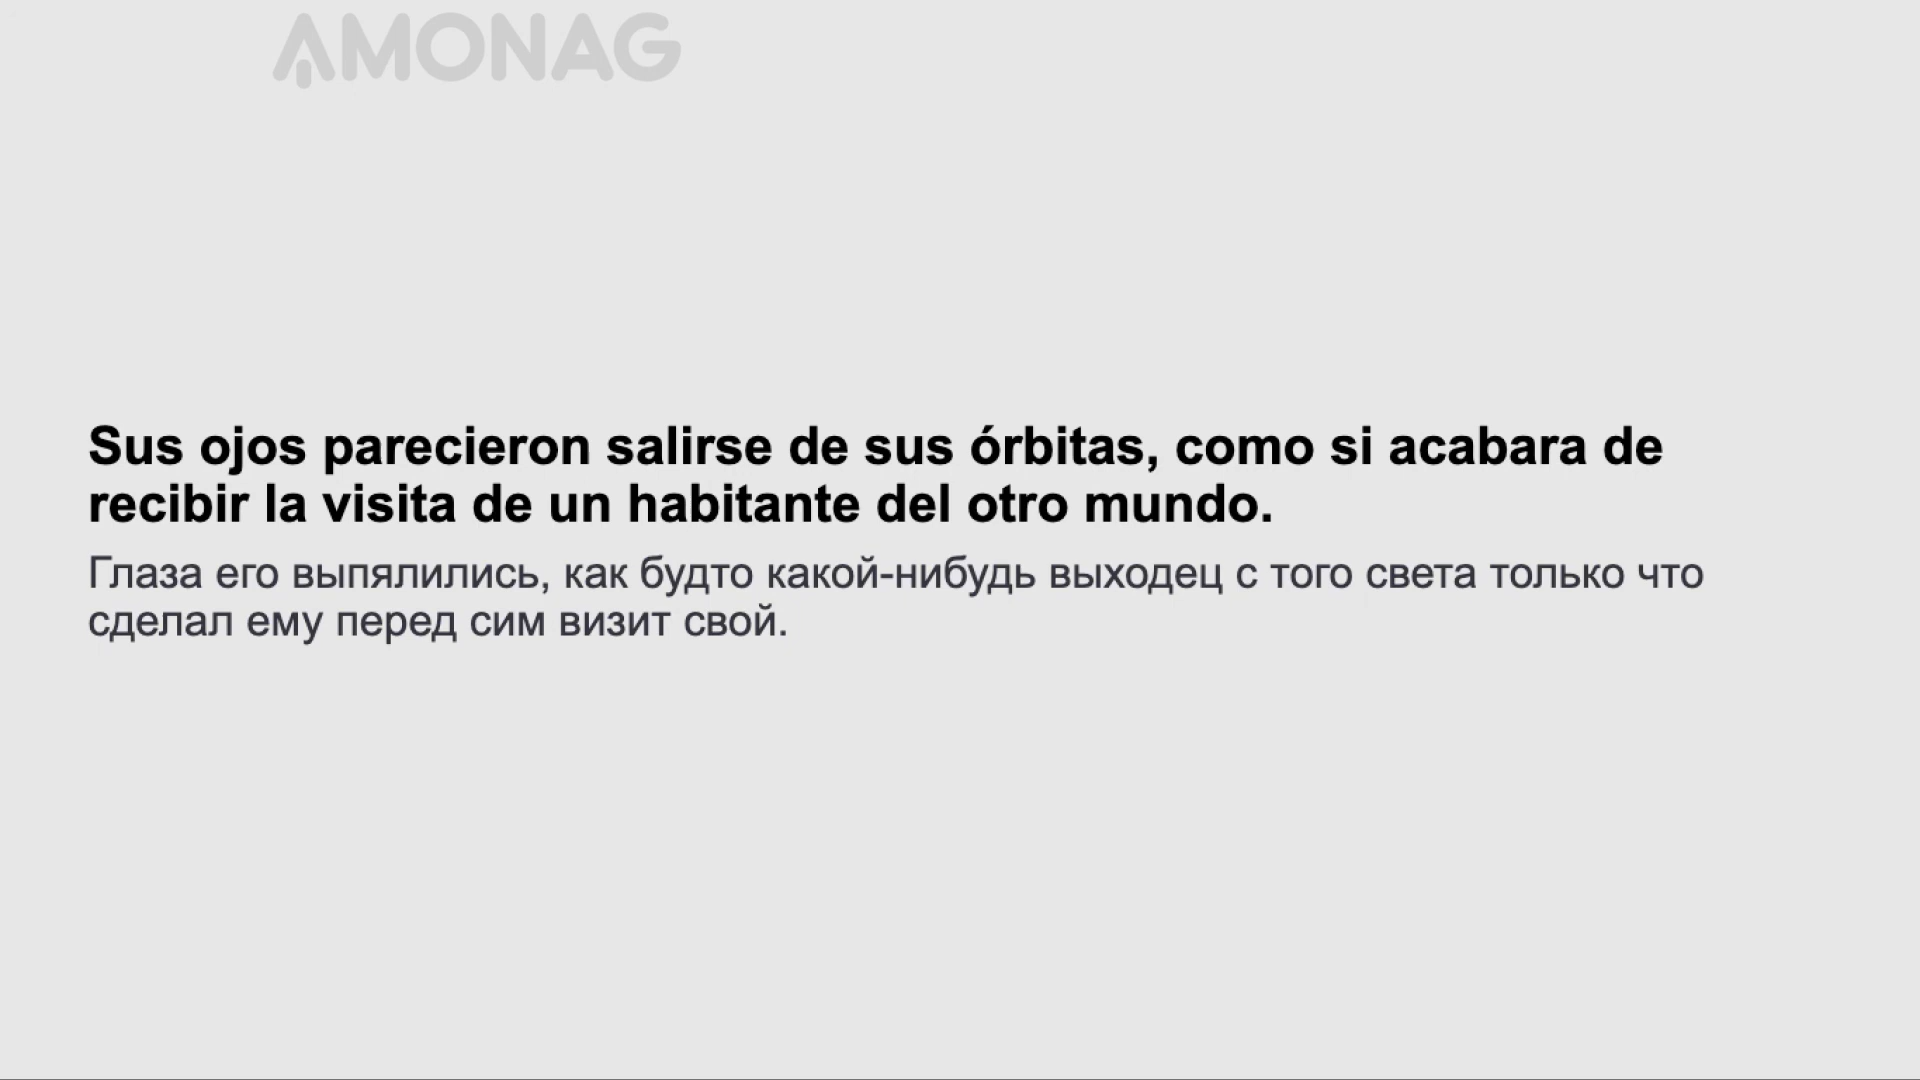 AMONAG
Sus ojos parecieron salirse de sus órbitas, como si acabara de
recibir la visita de un habitante del otro mundo.
Глаза его выпялились, как будто какой-нибудь выходец с того света только что
сделал ему перед сим визит свой.